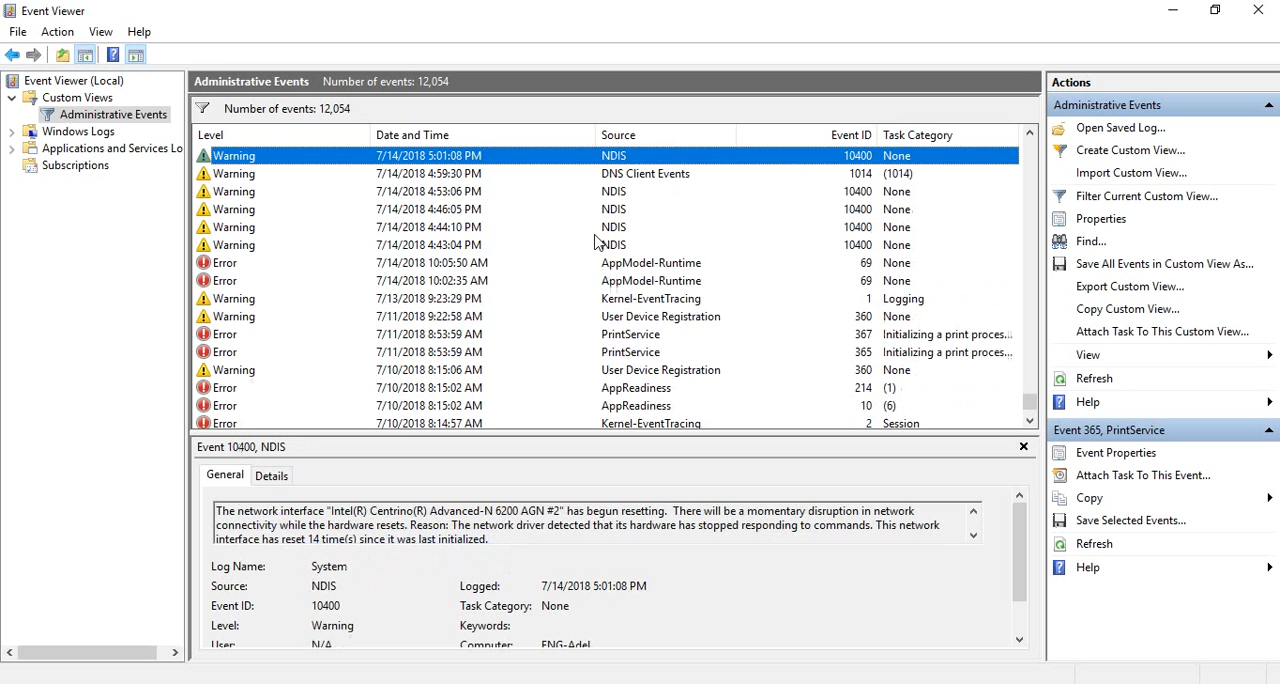 Event Viewer
File Action View Help
Event Viewer (Local)
Custom Views
Administrative Events
Windows Logs
Applications and Services Lo
Subscriptions
Administrative Events Number of events: 12,054
Number of events: 12,054
Level Date and Time Source Event ID Task Category
Warning 7/14/2018 5:01:08 PM NDIS 10400 None
Warning 7/14/2018 4:59:30 PM DNS Client Events 1014 (1014)
Warning 7/14/2018 4:53:06 PM NDIS 10400 None
Warning 7/14/2018 4:46:05 PM NDIS 10400 None
Warning 7/14/2018 4:44:10 PM NDIS 10400 None
Warning 7/14/2018 4:43:04 PM NDIS 10400 None
Error 7/14/2018 10:05:50 AM AppModel-Runtime 69 None
Error 7/14/2018 10:02:35 AM AppModel-Runtime 69 None
Warning 7/13/2018 9:23:29 PM Kernel-EventTracing 1 Logging
Warning 7/11/2018 9:22:58 AM User Device Registration 360 None
Error 7/11/2018 8:53:59 AM PrintService 367 Initializing a print proces...
Error 7/11/2018 8:53:59 AM PrintService 365 Initializing a print proces...
Warning 7/10/2018 8:15:06 AM User Device Registration 360 None
Error 7/10/2018 8:15:02 AM AppReadiness 214 (1)
Error 7/10/2018 8:15:02 AM AppReadiness 10 (6)
Error 7/10/2018 8:14:57 AM Kernel-EventTracing 2 Session
Event 10400, NDIS
General Details
The network interface "Intel(R) Centrino(R) Advanced-N 6200 AGN #2" has begun resetting. There will be a momentary disruption in network
connectivity while the hardware resets. Reason: The network driver detected that its hardware has stopped responding to commands. This network
interface has reset 14 time(s) since it was last initialized.
Log Name: System
Source: NDIS Logged: 7/14/2018 5:01:08 PM
Event ID: 10400 Task Category: None
Level: Warning Keywords:
User: N/A Computer: ENG-Adel
Actions
Administrative Events
Open Saved Log...
Create Custom View...
Import Custom View...
Filter Current Custom View...
Properties
Find...
Save All Events in Custom View As...
Export Custom View...
Copy Custom View...
Attach Task To This Custom View...
View
Refresh
Help
Event 365, PrintService
Event Properties
Attach Task To This Event...
Copy
Save Selected Events...
Refresh
Help